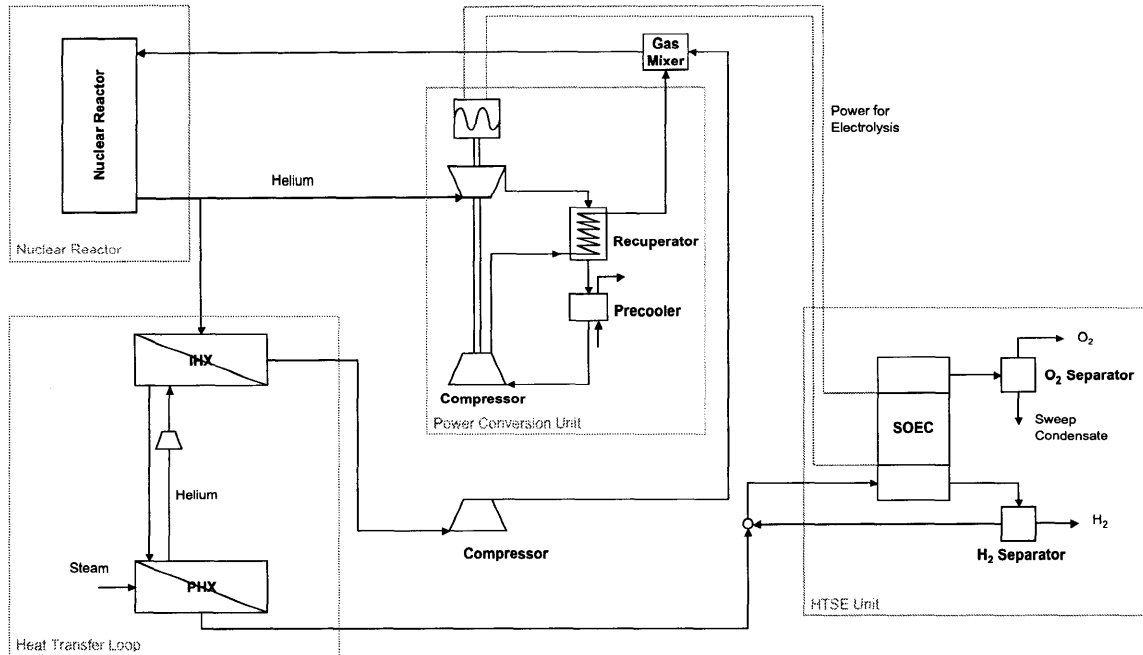 Nuclear Reactor
Nuclear Reactor
Helium
Gas
Mixer
Power for
Electrolysis
Recuperator
Precooler
Compressor
Power Conversion Unit
IHX
Helium
Steam
PHX
Heat Transfer Loop
Compressor
O₂
O₂ Separator
Sweep
Condensate
SOEC
H₂
H₂ Separator
HTSE Unit